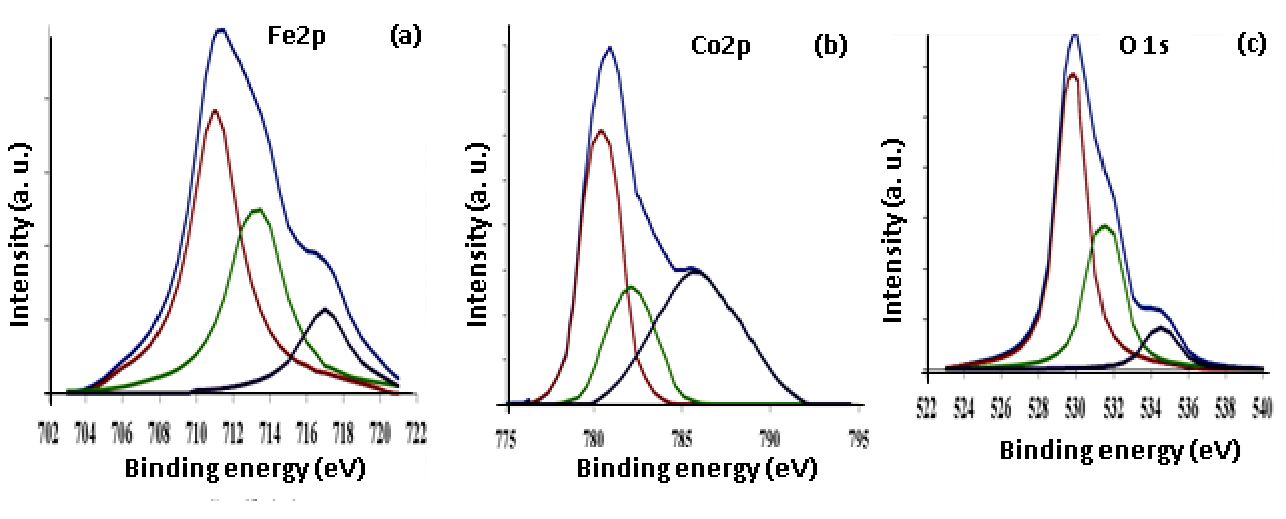 Fe2p
(a)
Intensity (a. u.)
702 704 706 708 710 712 714 716 718 720 722
Binding energy (eV)
Co2p
(b)
Intensity (a. u.)
775 780 785 790 795
Binding energy (eV)
O 1s
(c)
Intensity (a. u.)
522 524 526 528 530 532 534 536 538 540
Binding energy (eV)